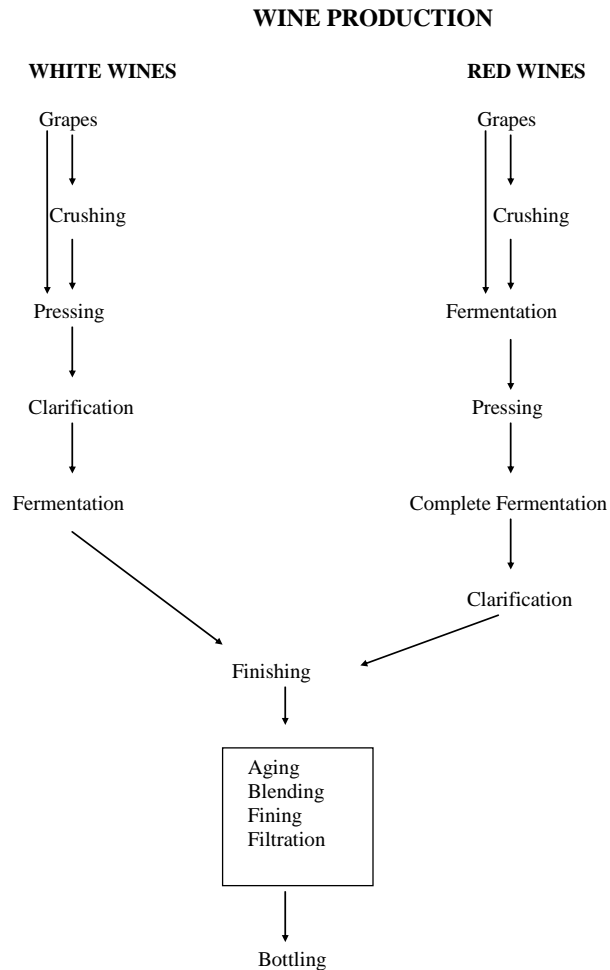 WINE PRODUCTION
WHITE WINES
RED WINES
Grapes
Grapes
Crushing
Crushing
Pressing
Fermentation
Clarification
Pressing
Fermentation
Complete Fermentation
Clarification
Finishing
Aging
Blending
Fining
Filtration
Bottling